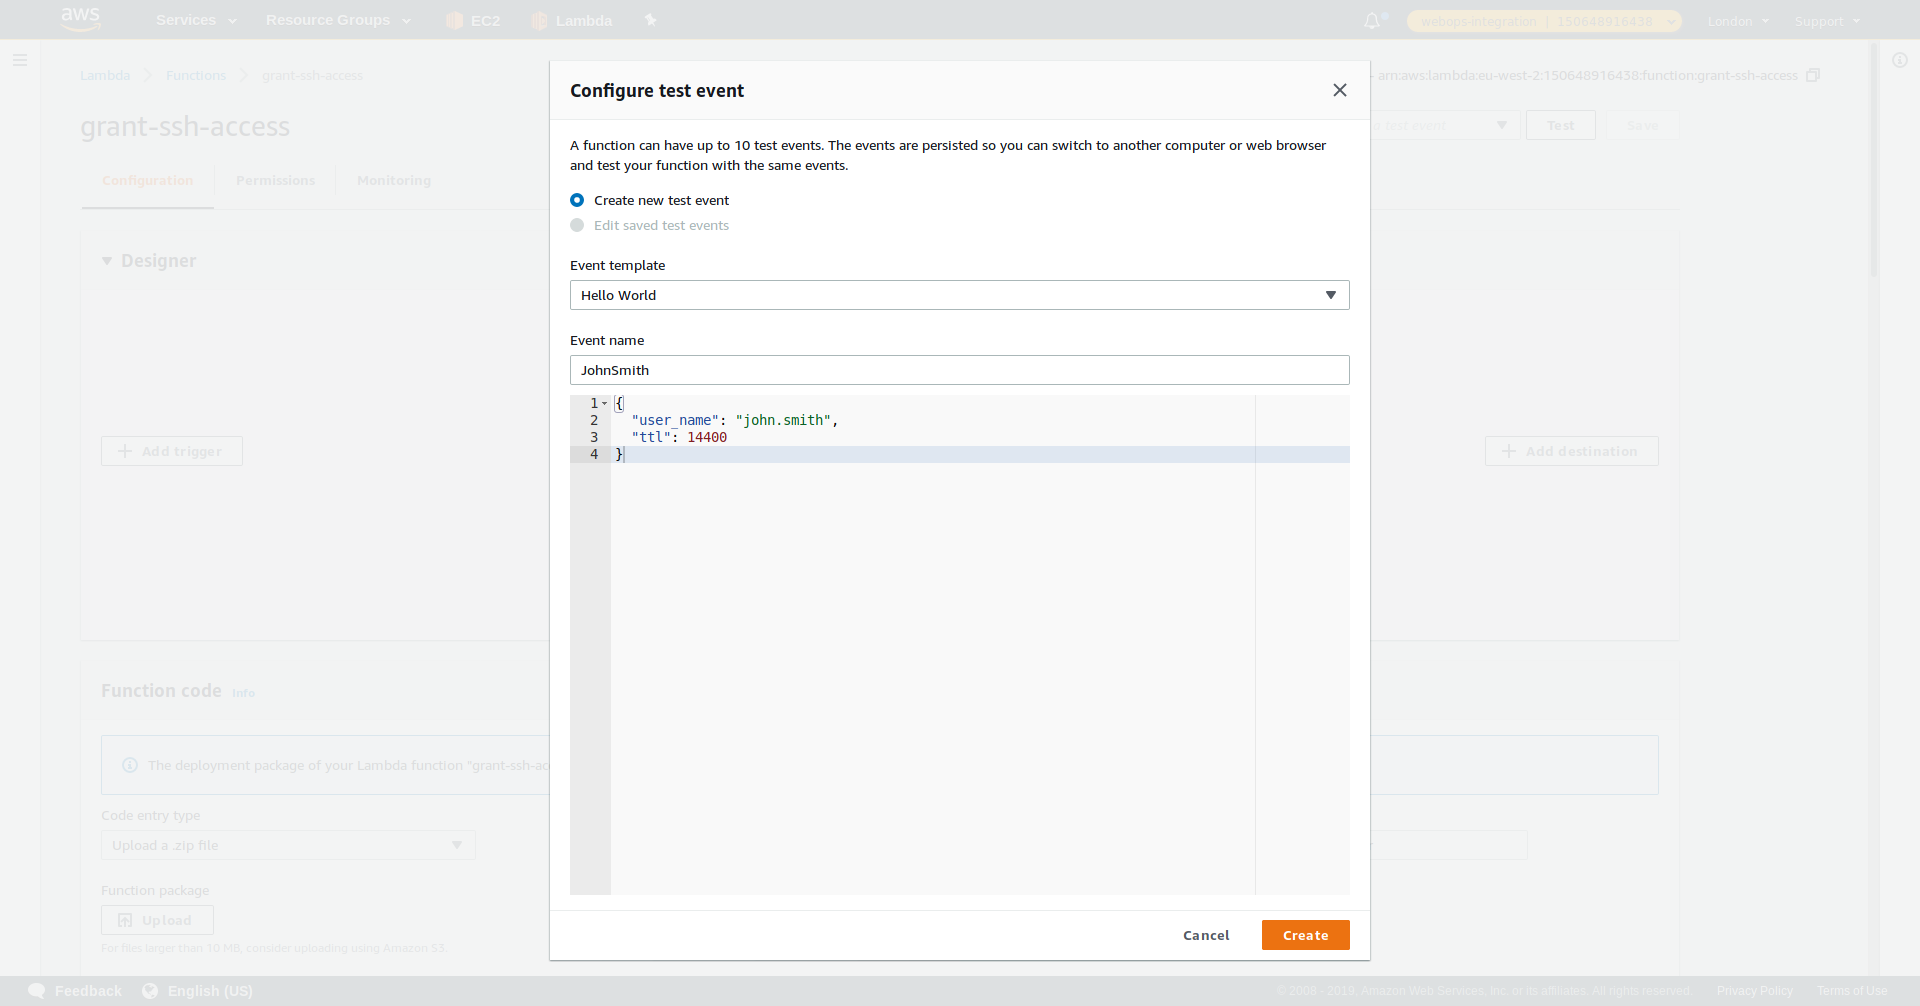 aws Services Resource Groups EC2 Lambda webops-integration | 150648916438 London Support
Lambda Functions grant-ssh-access
arn:aws:lambda:eu-west-2:150648916438:function:grant-ssh-access
grant-ssh-access
test event Test Save
Configuration Permissions Monitoring
Designer
+ Add trigger
+ Add destination
Function code Info
The deployment package of your Lambda function "grant-ssh-acc
Code entry type
Upload a .zip file
Function package
Upload
For files larger than 10 MB, consider uploading using Amazon S3.
Configure test event
A function can have up to 10 test events. The events are persisted so you can switch to another computer or web browser
and test your function with the same events.
Create new test event
Edit saved test events
Event template
Hello World
Event name
JohnSmith
1 {
2 "user_name": "john.smith",
3 "ttl": 14400
4 }
Cancel Create
Feedback English (US) © 2008 - 2019, Amazon Web Services, Inc. or its affiliates. All rights reserved. Privacy Policy Terms of Use